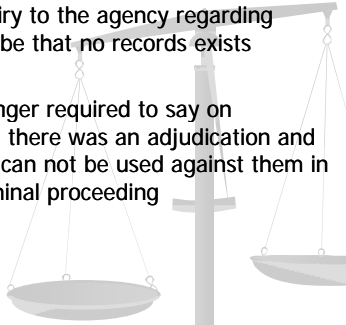 iry to the agency regarding
be that no records exists
nger required to say on
there was an adjudication and
can not be used against them in
ninal proceeding